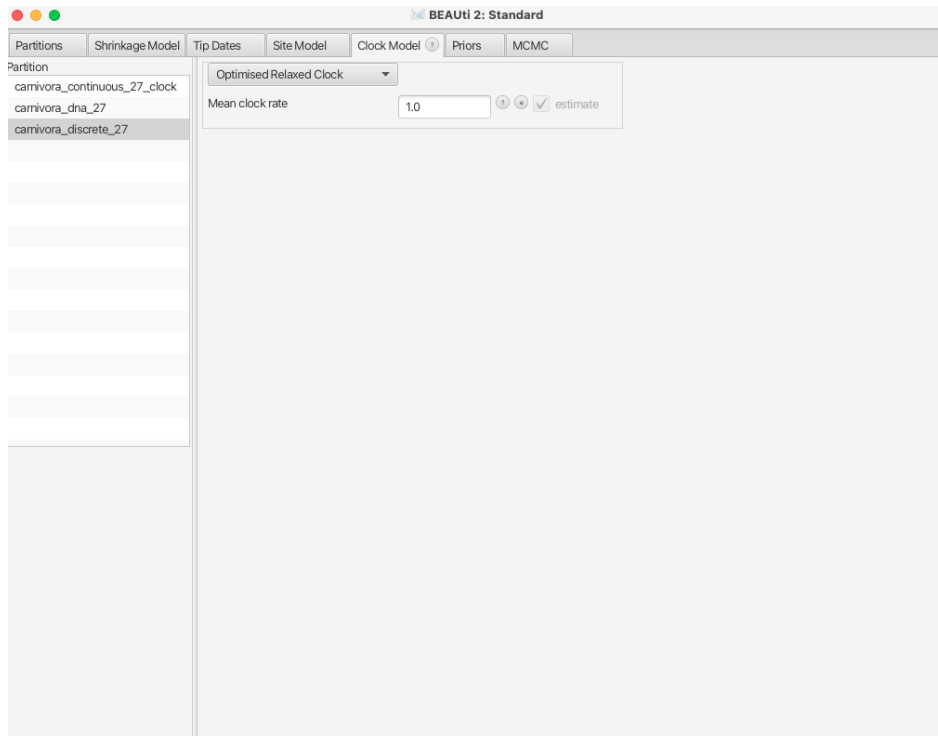 BEAUti 2: Standard
Partitions Shrinkage Model Tip Dates Site Model Clock Model ? Priors MCMC
Partition
carnivora_continuous_27_clock
carnivora_dna_27
carnivora_discrete_27
Optimised Relaxed Clock
Mean clock rate 1.0 ? e estimate